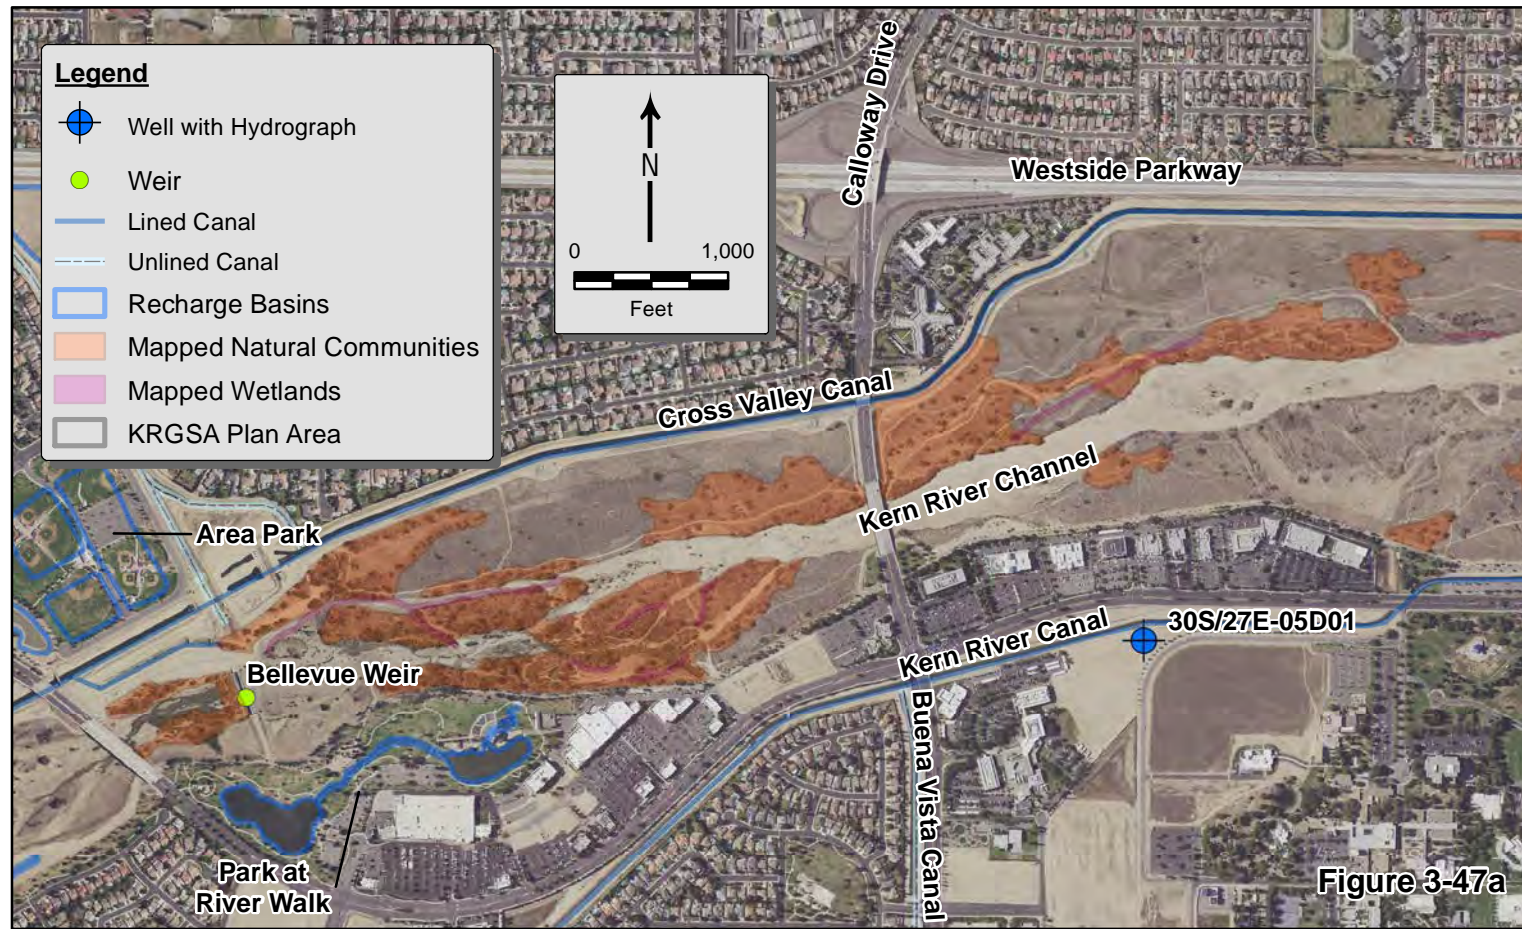 Legend
Well with Hydrograph
Weir
Lined Canal
Unlined Canal
Recharge Basins
Mapped Natural Communities
Mapped Wetlands
KRGSA Plan Area
N
0 1,000
Feet
Calloway Drive
Westside Parkway
Cross Valley Canal
Kern River Channel
Area Park
30S/27E-05D01
Kern River Canal
Bellevue Weir
Buena Vista Canal
Park at
River Walk
Figure 3-47a